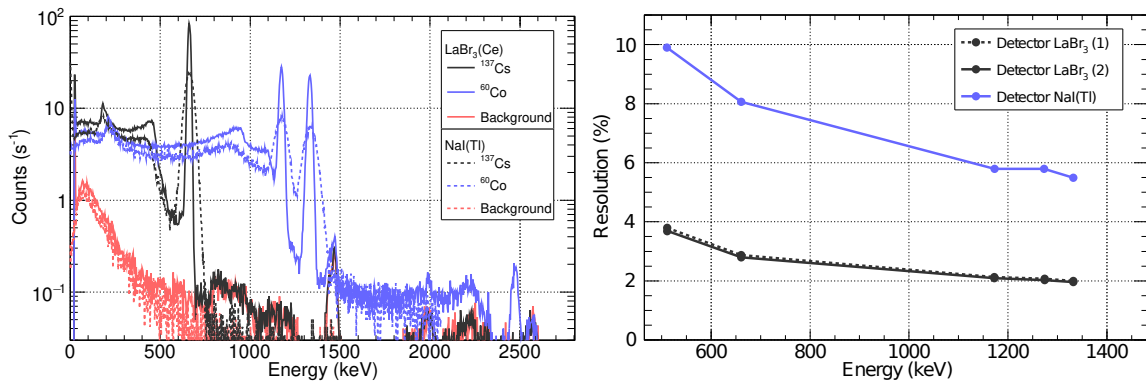 Counts (s⁻¹)
10²
10
1
10⁻¹
0 500 1000 1500 2000 2500
Energy (keV)
LaBr₃(Ce)
¹³⁷Cs
⁶⁰Co
Background
NaI(Tl)
¹³⁷Cs
⁶⁰Co
Background
Resolution (%)
10
8
6
4
2
0
600 800 1000 1200 1400
Energy (keV)
Detector LaBr₃ (1)
Detector LaBr₃ (2)
Detector NaI(Tl)